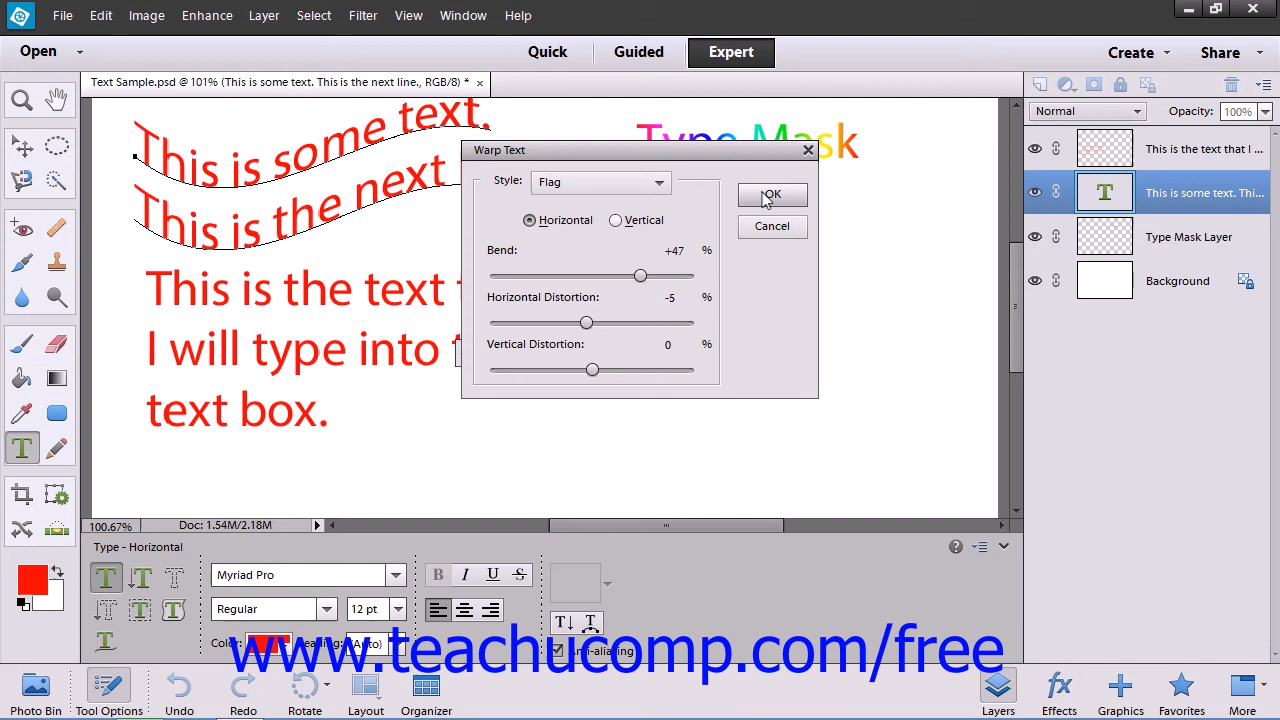 File Edit Image Enhance Layer Select Filter View Window Help
Open Quick Guided Expert Create Share
Text Sample.psd @ 101% (This is some text. This is the next line., RGB/8) * ×
Normal Opacity: 100%
This is some text.
This is the next
Type Mask
This is the text
I will type into
text box.
Warp Text
Style: Flag
Horizontal Vertical
Bend: +47 %
Horizontal Distortion: -5 %
Vertical Distortion: 0 %
OK
Cancel
This is the text that I ...
T This is some text. Thi...
Type Mask Layer
Background
100.67% Doc: 1.54M/2.18M
Type - Horizontal
Myriad Pro
Regular 12 pt
B I U S
Color: Leading: (Auto)
Anti-aliasing
www.teachucomp.com/free
Photo Bin Tool Options Undo Redo Rotate Layout Organizer
fx
Layers Effects Graphics Favorites More